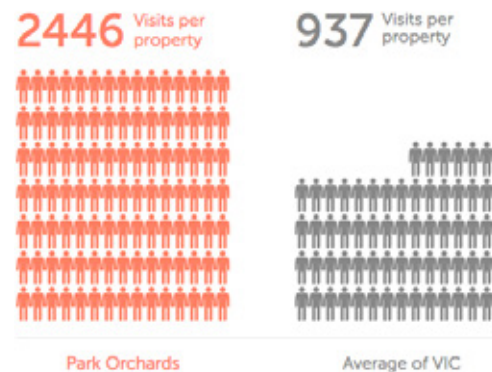 2446 Visits per
property
937 Visits per
property
Park Orchards
Average of VIC